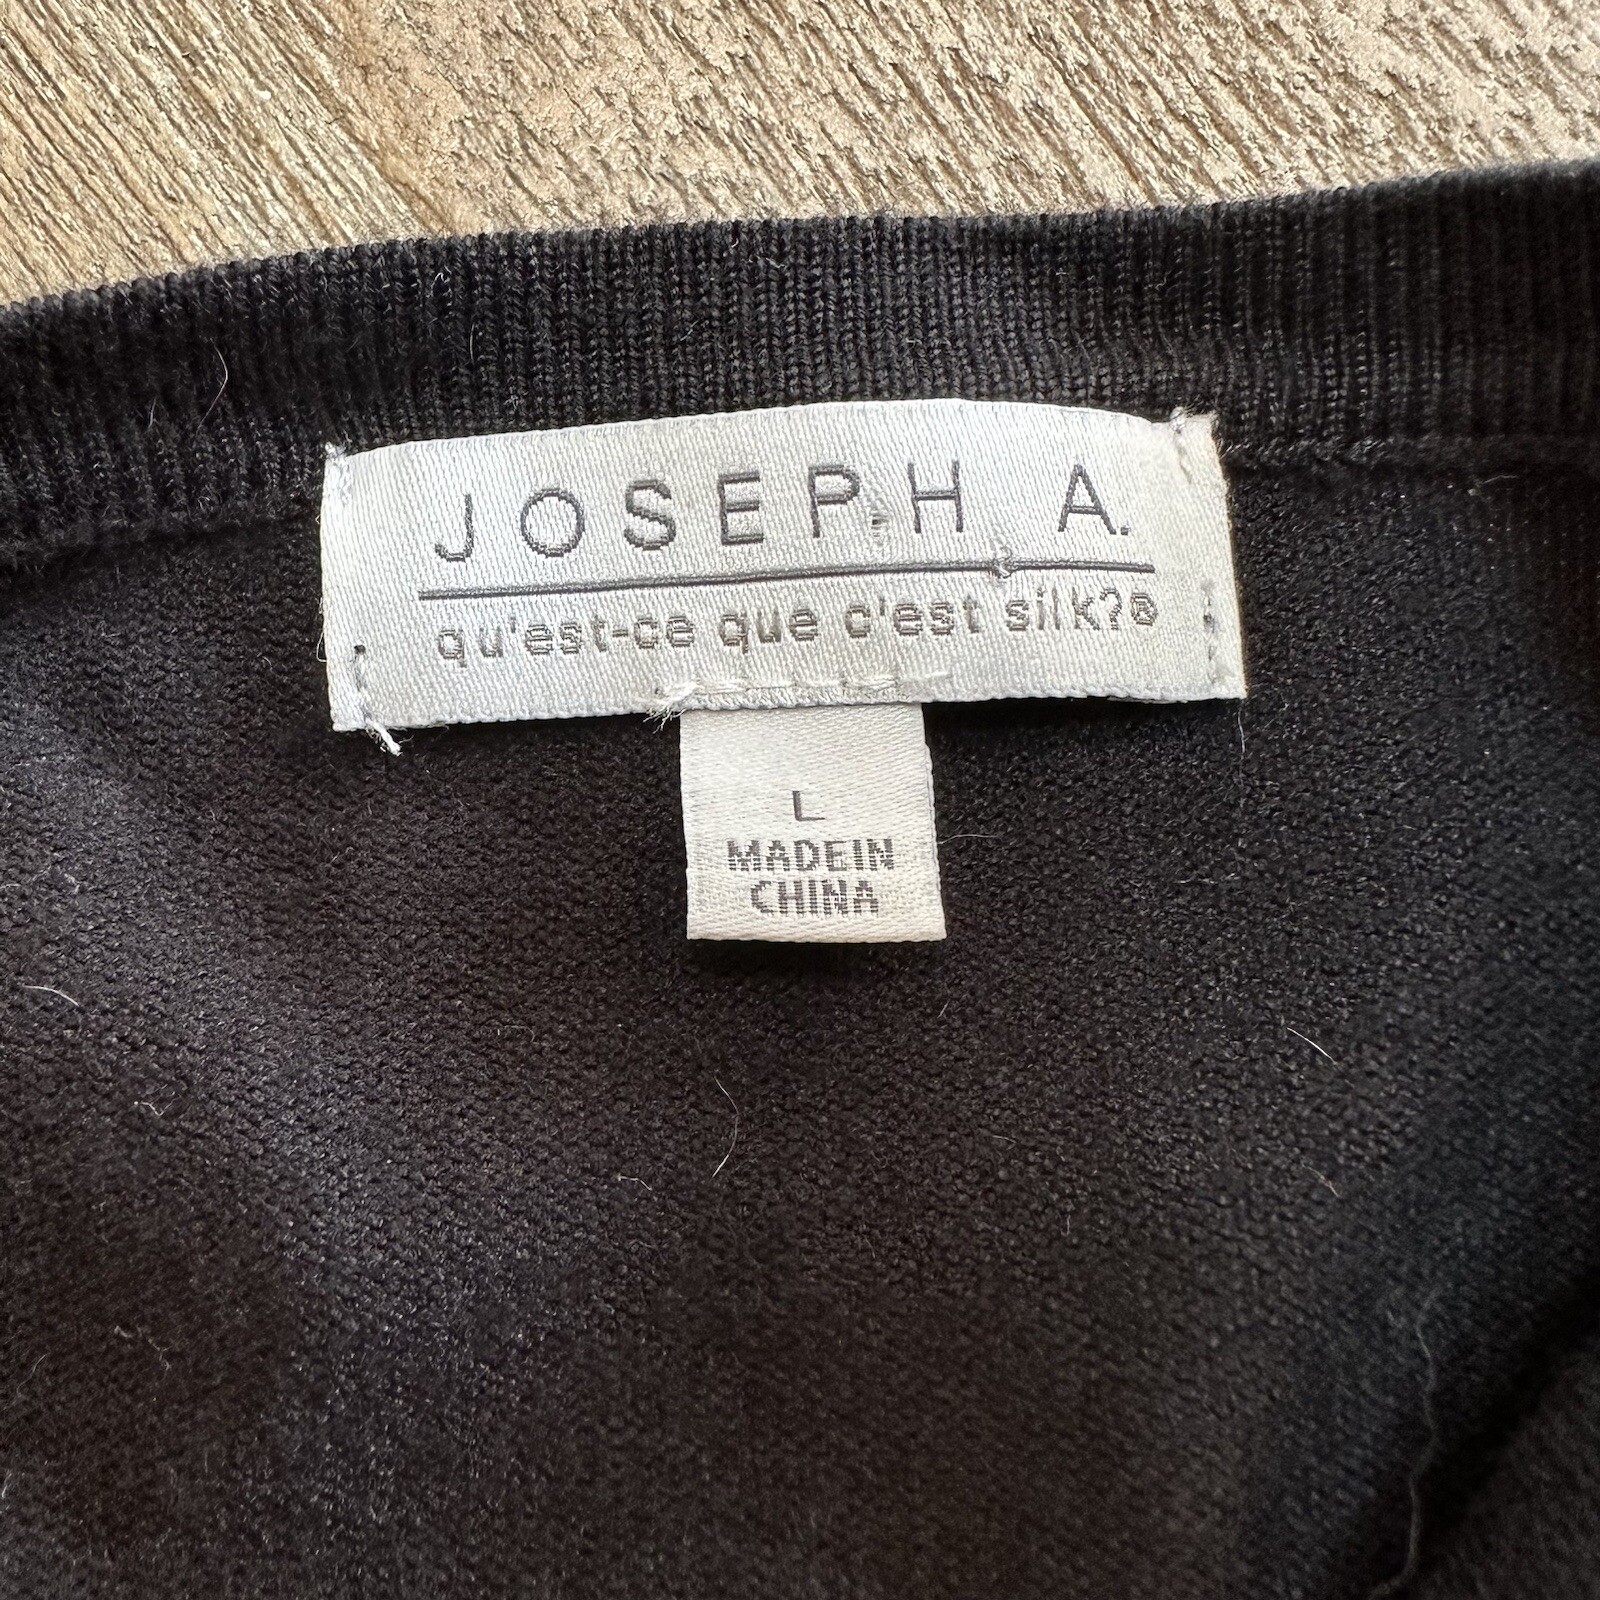 JOSEPH A.
qu'est-ce que c'est silk?®
L
MADE IN
CHINA